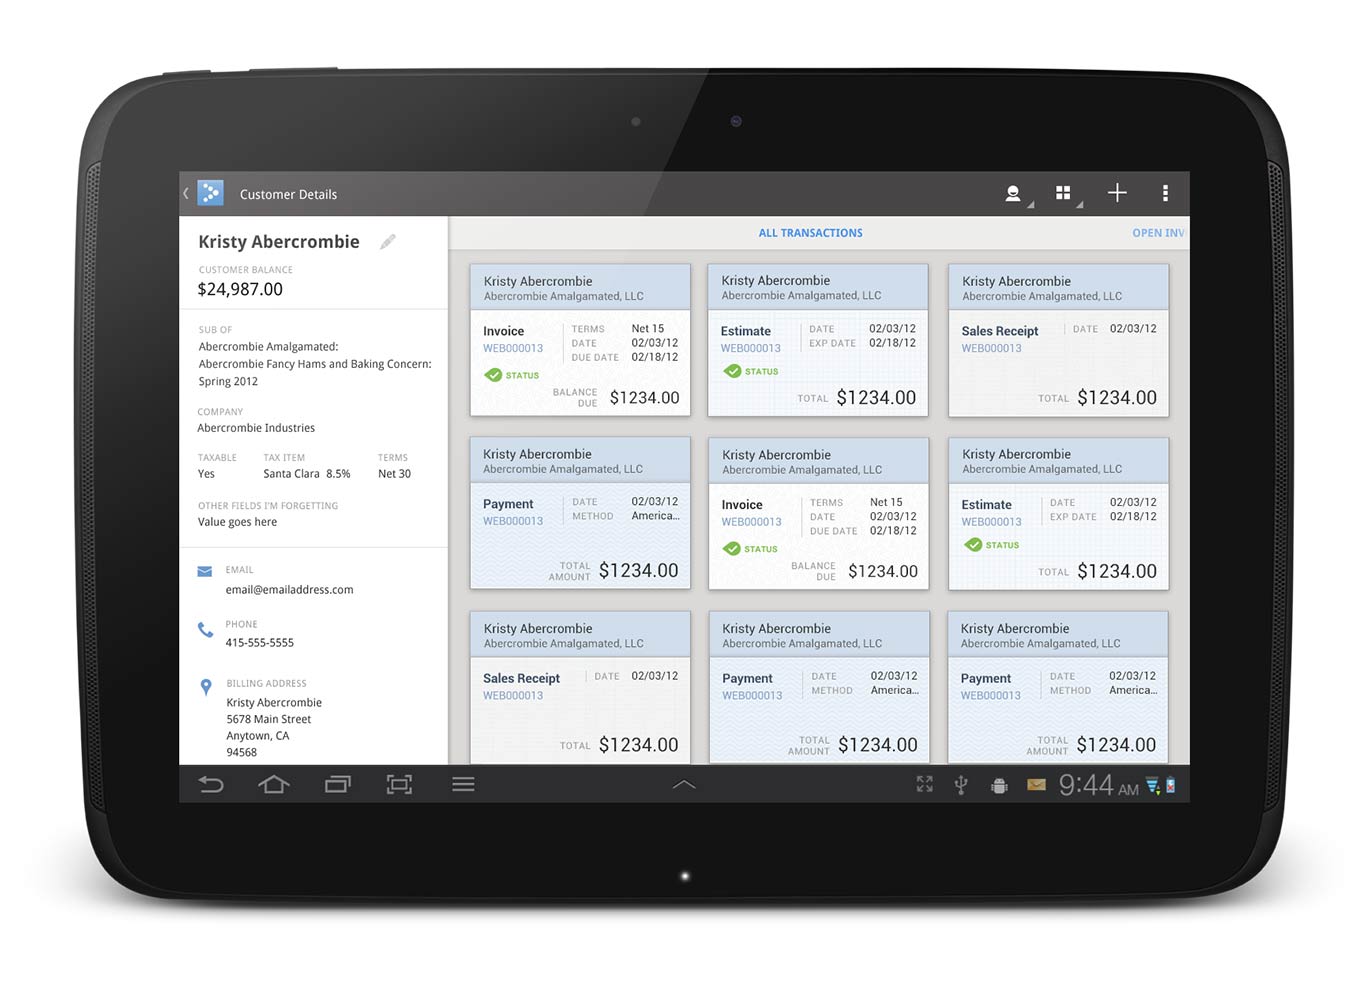 Customer Details
Kristy Abercrombie
CUSTOMER BALANCE
$24,987.00
SUB OF
Abercrombie Amalgamated:
Abercrombie Fancy Hams and Baking Concern:
Spring 2012
COMPANY
Abercrombie Industries
TAXABLE TAX ITEM TERMS
Yes Santa Clara 8.5% Net 30
OTHER FIELDS I'M FORGETTING
Value goes here
EMAIL
email@emailaddress.com
PHONE
415-555-5555
BILLING ADDRESS
Kristy Abercrombie
5678 Main Street
Anytown, CA
94568
ALL TRANSACTIONS
OPEN INV
Kristy Abercrombie
Abercrombie Amalgamated, LLC
Invoice
WEB000013
TERMS Net 15
DATE 02/03/12
DUE DATE 02/18/12
STATUS
BALANCE
DUE
$1234.00
Kristy Abercrombie
Abercrombie Amalgamated, LLC
Estimate
WEB000013
DATE 02/03/12
EXP DATE 02/18/12
STATUS
TOTAL $1234.00
Kristy Abercrombie
Abercrombie Amalgamated, LLC
Sales Receipt
WEB000013
DATE 02/03/12
TOTAL $1234.00
Kristy Abercrombie
Abercrombie Amalgamated, LLC
Payment
WEB000013
DATE 02/03/12
METHOD America...
TOTAL
AMOUNT
$1234.00
Kristy Abercrombie
Abercrombie Amalgamated, LLC
Invoice
WEB000013
TERMS Net 15
DATE 02/03/12
DUE DATE 02/18/12
STATUS
BALANCE
DUE
$1234.00
Kristy Abercrombie
Abercrombie Amalgamated, LLC
Estimate
WEB000013
DATE 02/03/12
EXP DATE 02/18/12
STATUS
TOTAL $1234.00
Kristy Abercrombie
Abercrombie Amalgamated, LLC
Sales Receipt
WEB000013
DATE 02/03/12
TOTAL $1234.00
Kristy Abercrombie
Abercrombie Amalgamated, LLC
Payment
WEB000013
DATE 02/03/12
METHOD America...
TOTAL
AMOUNT
$1234.00
Kristy Abercrombie
Abercrombie Amalgamated, LLC
Payment
WEB000013
DATE 02/03/12
METHOD America...
TOTAL
AMOUNT
$1234.00
9:44 AM